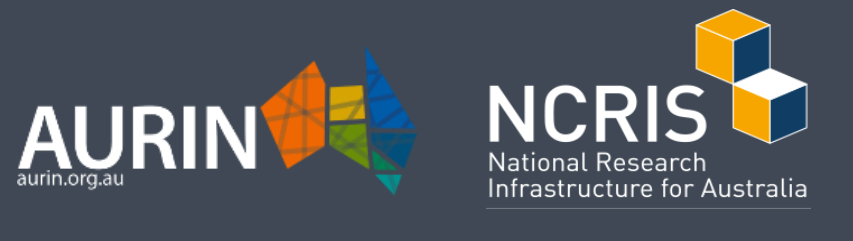 AURIN
aurin.org.au
NCRIS
National Research
Infrastructure for Australia